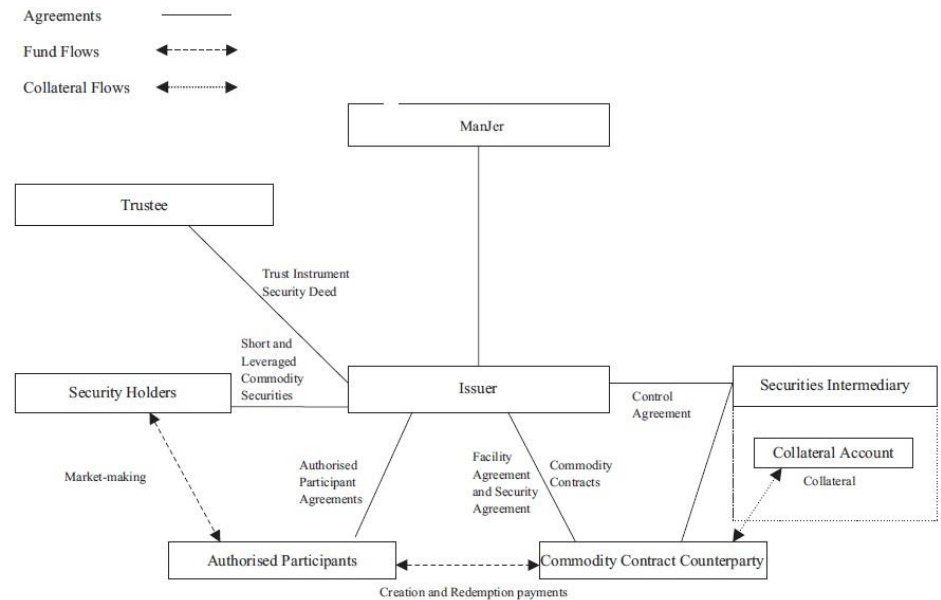 Agreements
Fund Flows
Collateral Flows
ManJer
Trustee
Trust Instrument
Security Deed
Short and
Leveraged
Commodity
Securities
Security Holders
Issuer
Securities Intermediary
Control
Agreement
Collateral Account
Collateral
Market-making
Authorised
Participant
Agreements
Facility
Agreement
and Security
Agreement
Commodity
Contracts
Authorised Participants
Commodity Contract Counterparty
Creation and Redemption payments